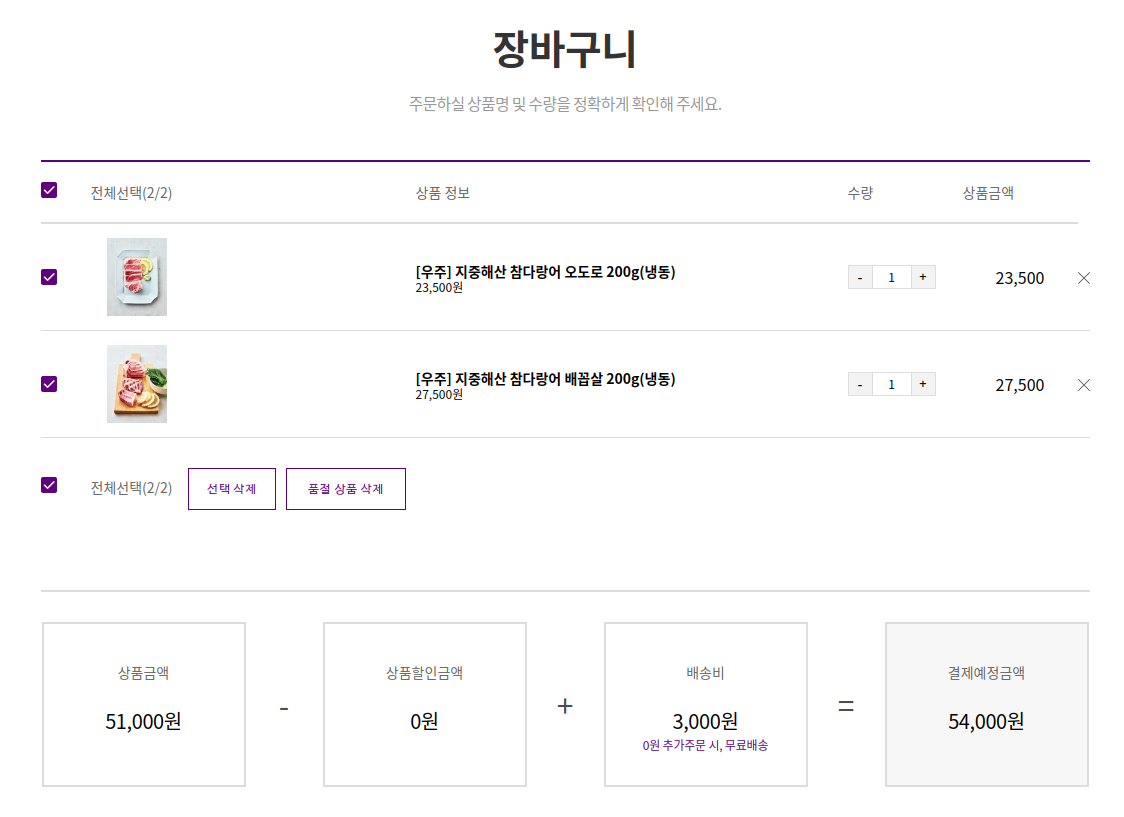 장바구니
주문하실 상품명 및 수량을 정확하게 확인해 주세요.
전체선택(2/2) 상품 정보 수량 상품금액
[우주] 지중해산 참다랑어 오도로 200g(냉동)
23,500원
- 1 + 23,500
[우주] 지중해산 참다랑어 배꼽살 200g(냉동)
27,500원
- 1 + 27,500
전체선택(2/2) 선택 삭제 품절 상품 삭제
상품금액
51,000원
-
상품할인금액
0원
+
배송비
3,000원
0원 추가주문 시, 무료배송
=
결제예정금액
54,000원